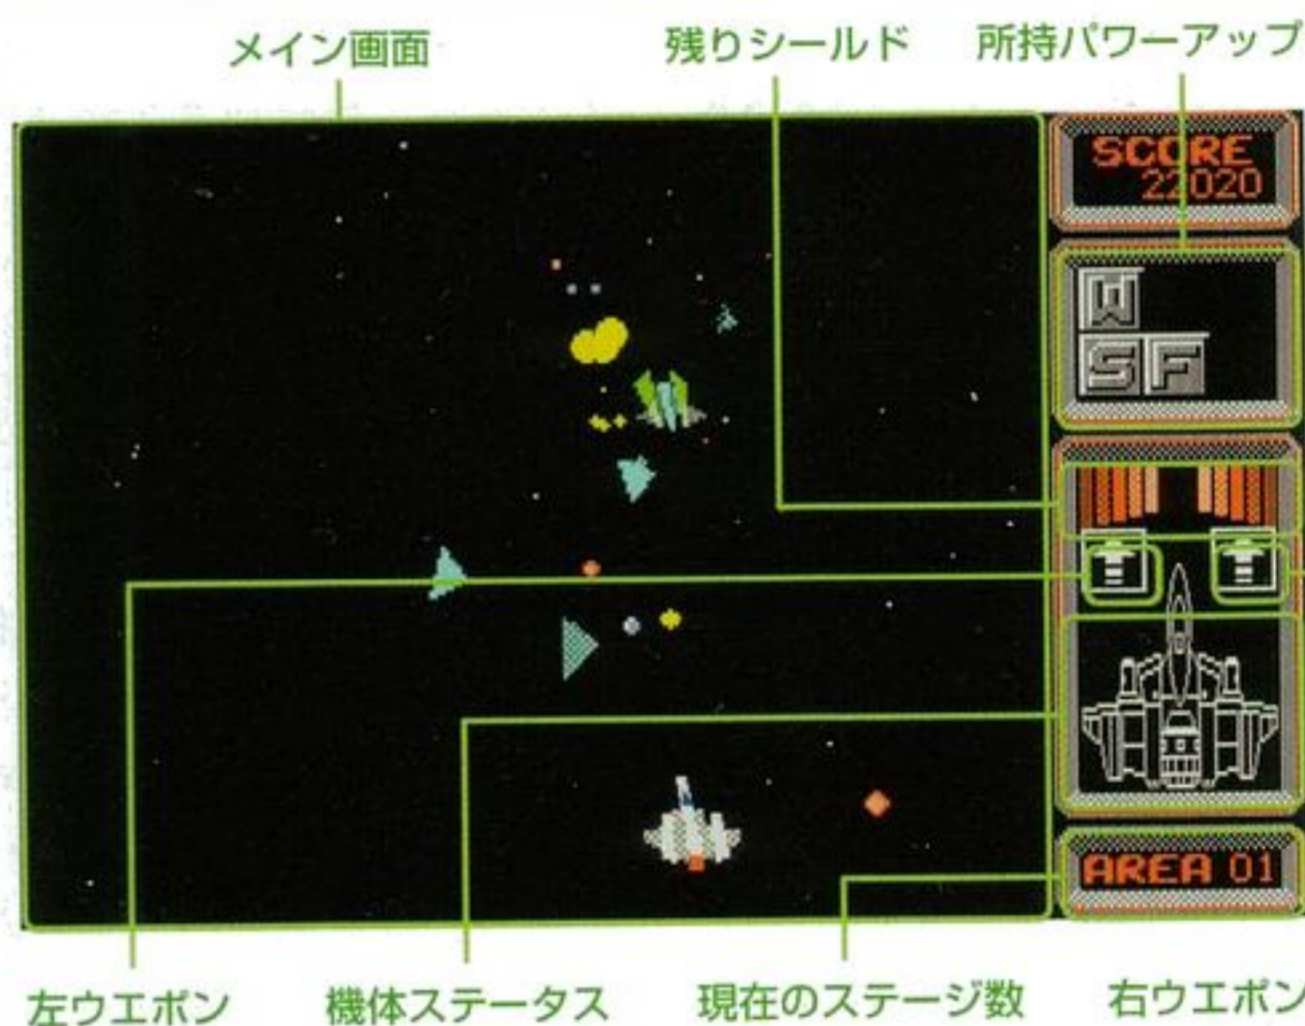 メイン画面
残りシールド
所持パワーアップ
SCORE
22020
W
S F
AREA 01
左ウエポン
機体ステータス
現在のステージ数
右ウエポン